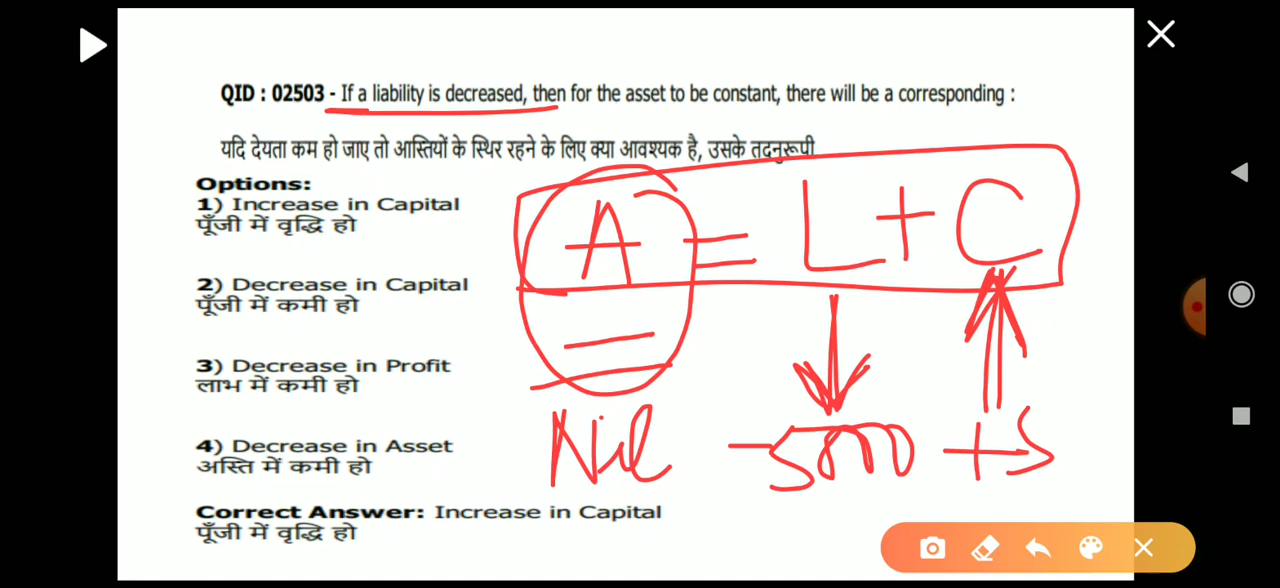 QID : 02503 - If a liability is decreased, then for the asset to be constant, there will be a corresponding :
यदि देयता कम हो जाए तो आस्तियों के स्थिर रहने के लिए क्या आवश्यक है, उसके तदनुरूपी
Options:
1) Increase in Capital
पूँजी में वृद्धि हो
A = L + C
2) Decrease in Capital
पूँजी में कमी हो
3) Decrease in Profit
लाभ में कमी हो
4) Decrease in Asset
अस्ति में कमी हो
Nil -5000 +5
Correct Answer: Increase in Capital
पूँजी में वृद्धि हो